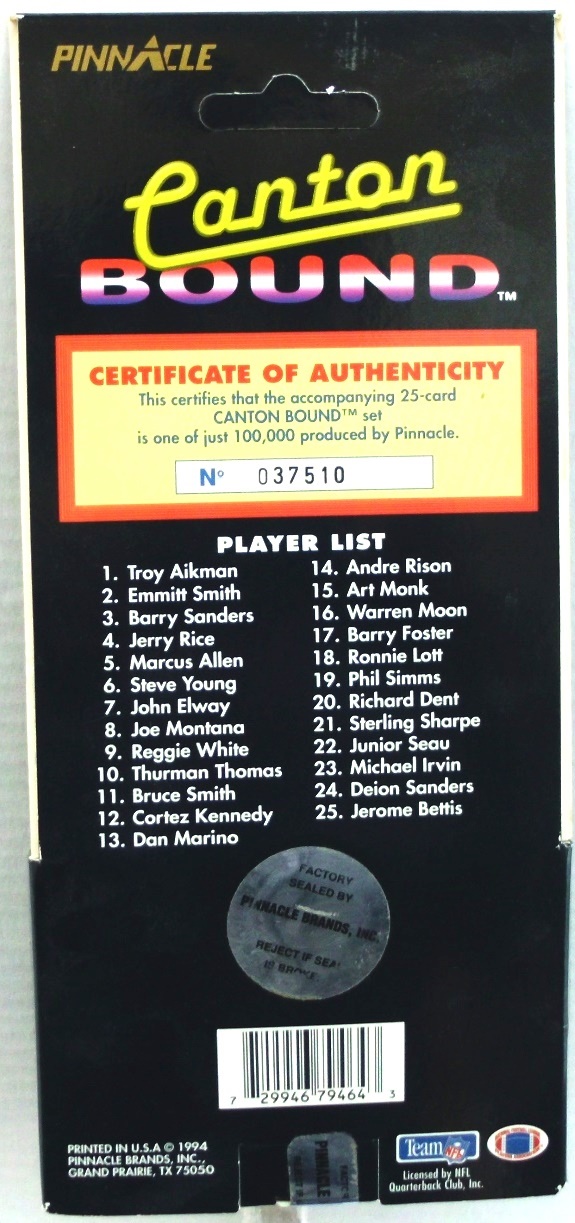 PINNACLE
Canton
BOUND™
CERTIFICATE OF AUTHENTICITY
This certifies that the accompanying 25-card
CANTON BOUND™ set
is one of just 100,000 produced by Pinnacle.
N° 037510
PLAYER LIST
1. Troy Aikman
2. Emmitt Smith
3. Barry Sanders
4. Jerry Rice
5. Marcus Allen
6. Steve Young
7. John Elway
8. Joe Montana
9. Reggie White
10. Thurman Thomas
11. Bruce Smith
12. Cortez Kennedy
13. Dan Marino
14. Andre Rison
15. Art Monk
16. Warren Moon
17. Barry Foster
18. Ronnie Lott
19. Phil Simms
20. Richard Dent
21. Sterling Sharpe
22. Junior Seau
23. Michael Irvin
24. Deion Sanders
25. Jerome Bettis
FACTORY
SEALED BY
PINNACLE BRANDS, INC.
REJECT IF SEAL
IS BROKE
7 29946 79464 3
PRINTED IN U.S.A © 1994
PINNACLE BRANDS, INC.,
GRAND PRAIRIE, TX 75050
PINNACLE
Team NFL
Licensed by NFL
Quarterback Club, Inc.